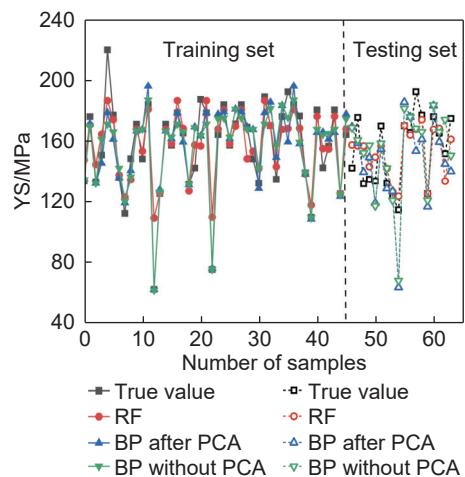 240
200
160
120
80
40
YS/MPa
Training set Testing set
0 10 20 30 40 50 60
Number of samples
True value True value
RF RF
BP after PCA BP after PCA
BP without PCA BP without PCA